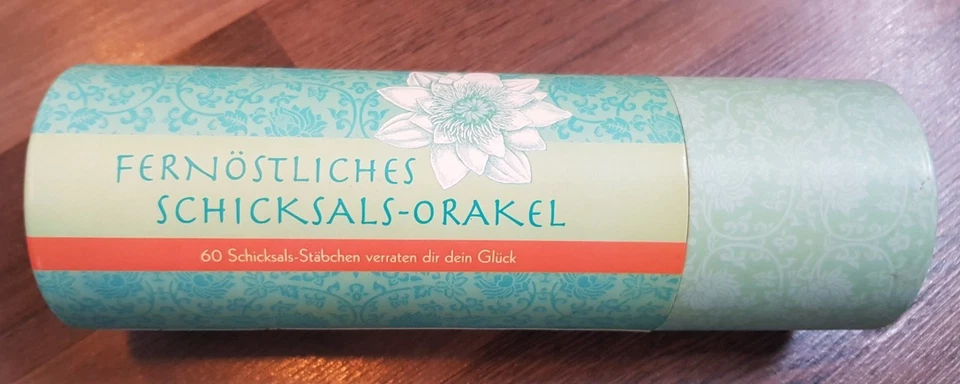 FERNÖSTLICHES
SCHICKSALS-ORAKEL
60 Schicksals-Stäbchen verraten dir dein Glück